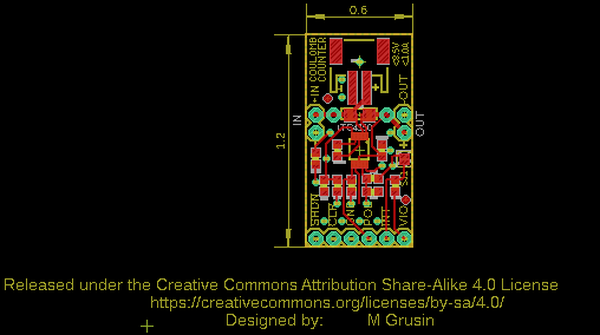 0.6
COULOMB
COUNTER
<8.5V
<1.0A
+IN
OUT
IN
OUT
1.2
SHDN
CLR
GND
POL
INT
VIO
Released under the Creative Commons Attribution Share-Alike 4.0 License
https://creativecommons.org/licenses/by-sa/4.0/
Designed by: M Grusin